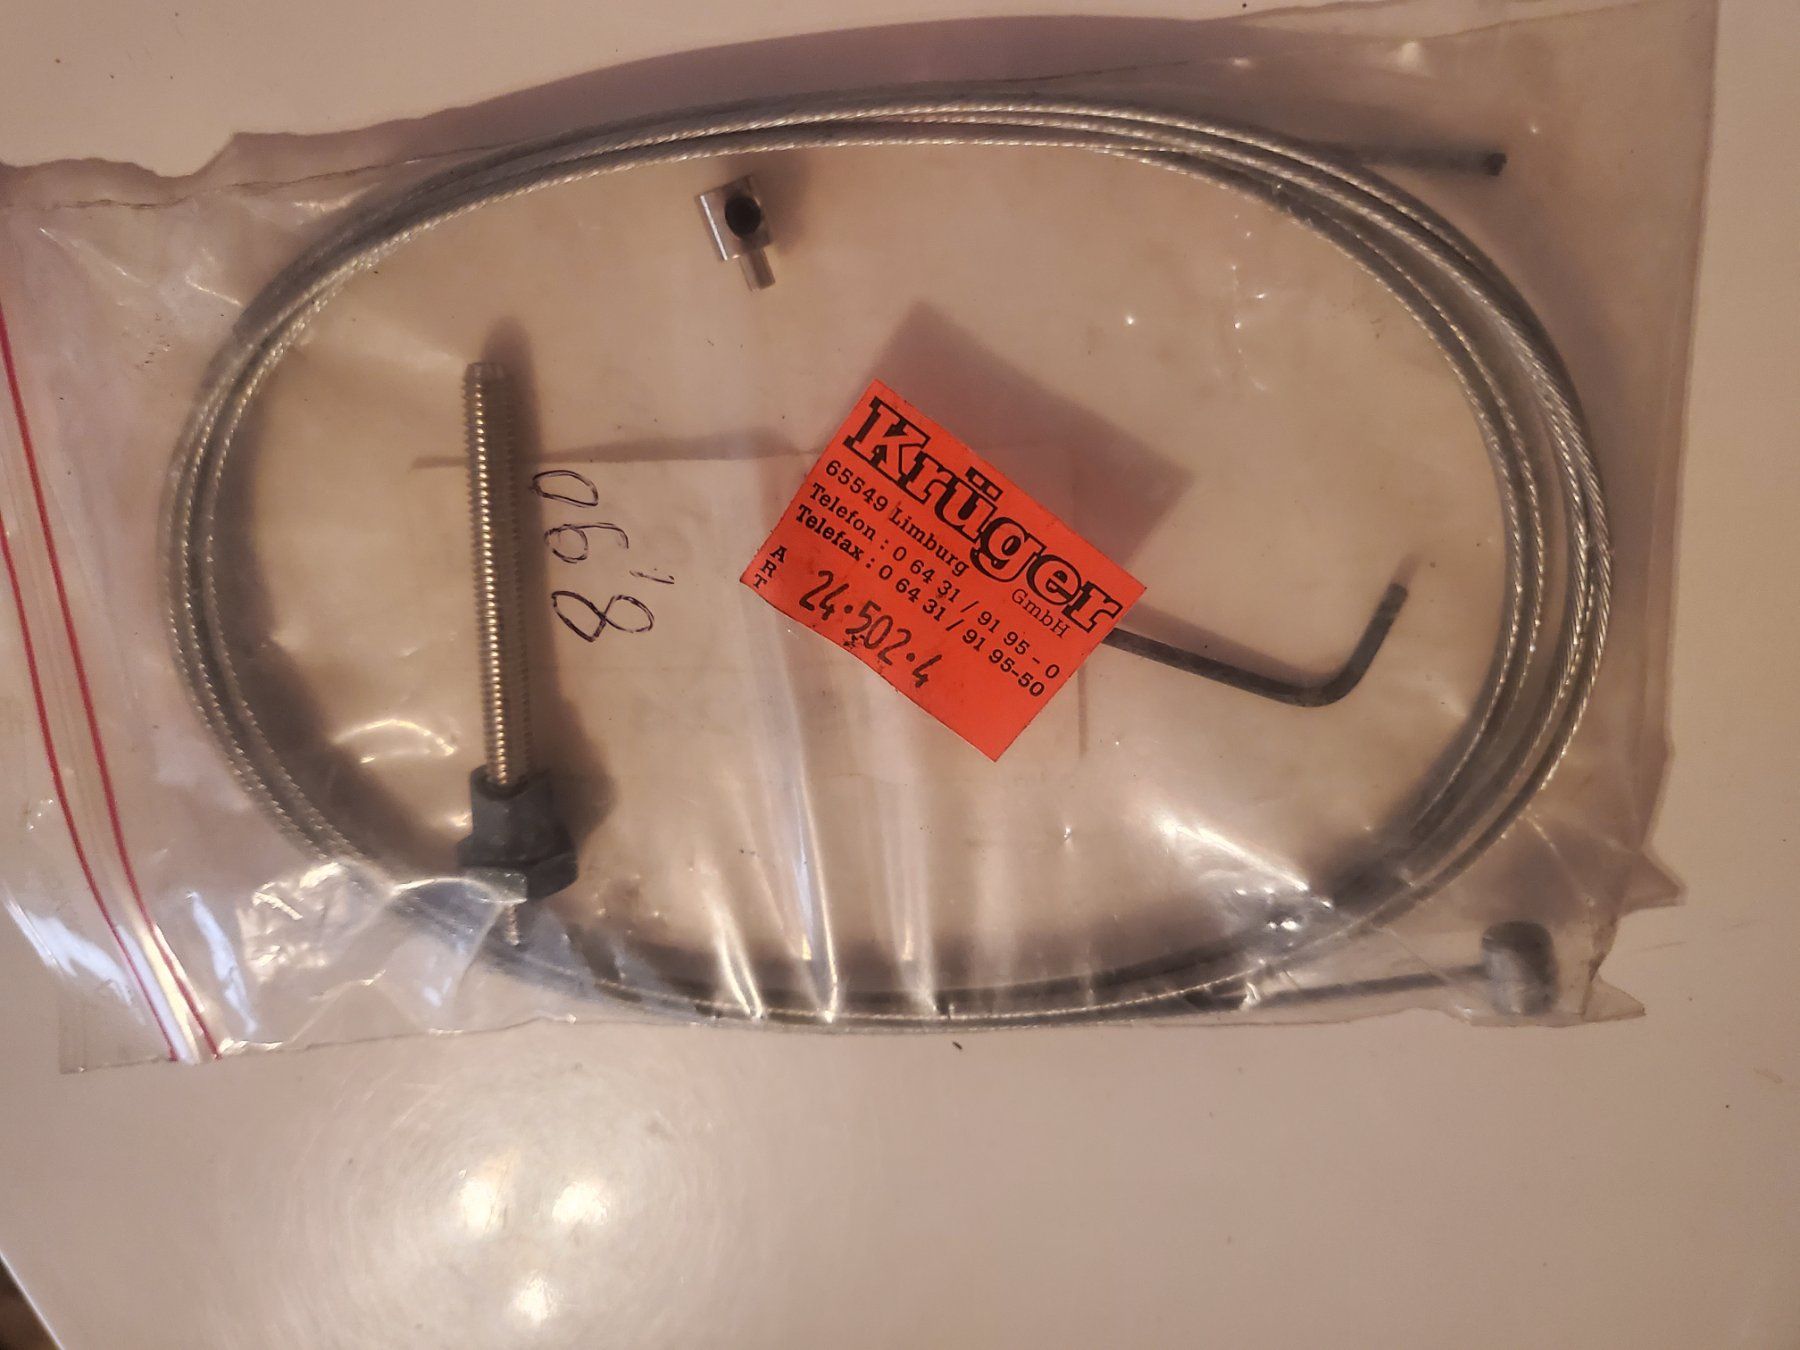 Krüger
GmbH
65549 Limburg
Telefon : 0 64 31 / 91 95 - 0
Telefax : 0 64 31 / 91 95-50
ART
24.502.4
8,90